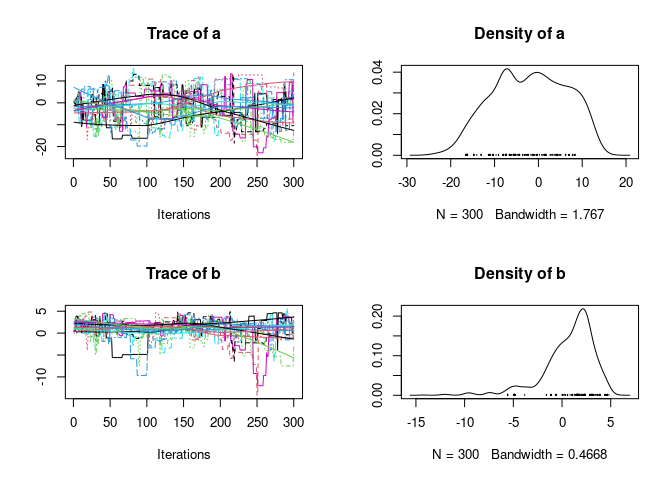 Trace of a
Density of a
10
0
-20
0 50 100 150 200 250 300
Iterations
0.04
0.02
0.00
-30 -20 -10 0 10 20
N = 300 Bandwidth = 1.767
Trace of b
Density of b
5
-10
0 50 100 150 200 250 300
Iterations
0.20
0.10
0.00
-15 -10 -5 0 5
N = 300 Bandwidth = 0.4668